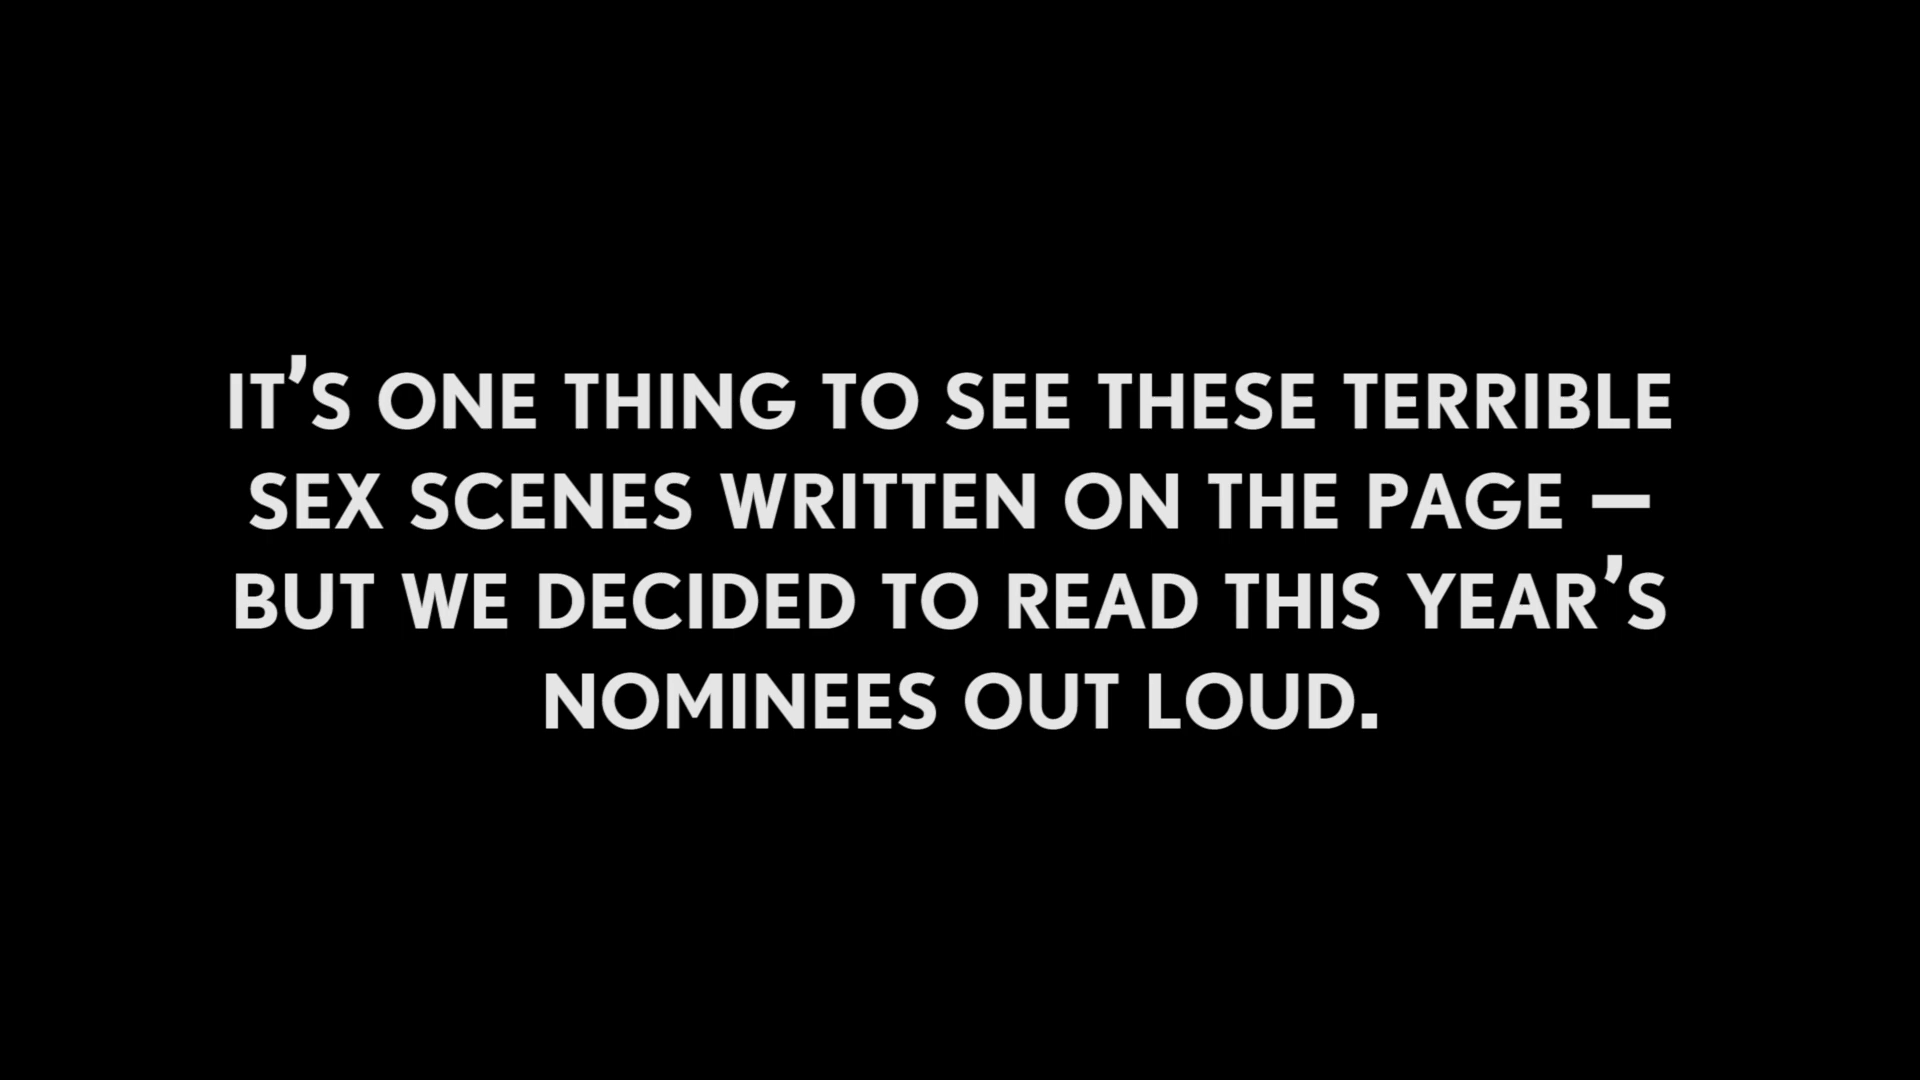 IT'S ONE THING TO SEE THESE TERRIBLE
SEX SCENES WRITTEN ON THE PAGE —
BUT WE DECIDED TO READ THIS YEAR'S
NOMINEES OUT LOUD.